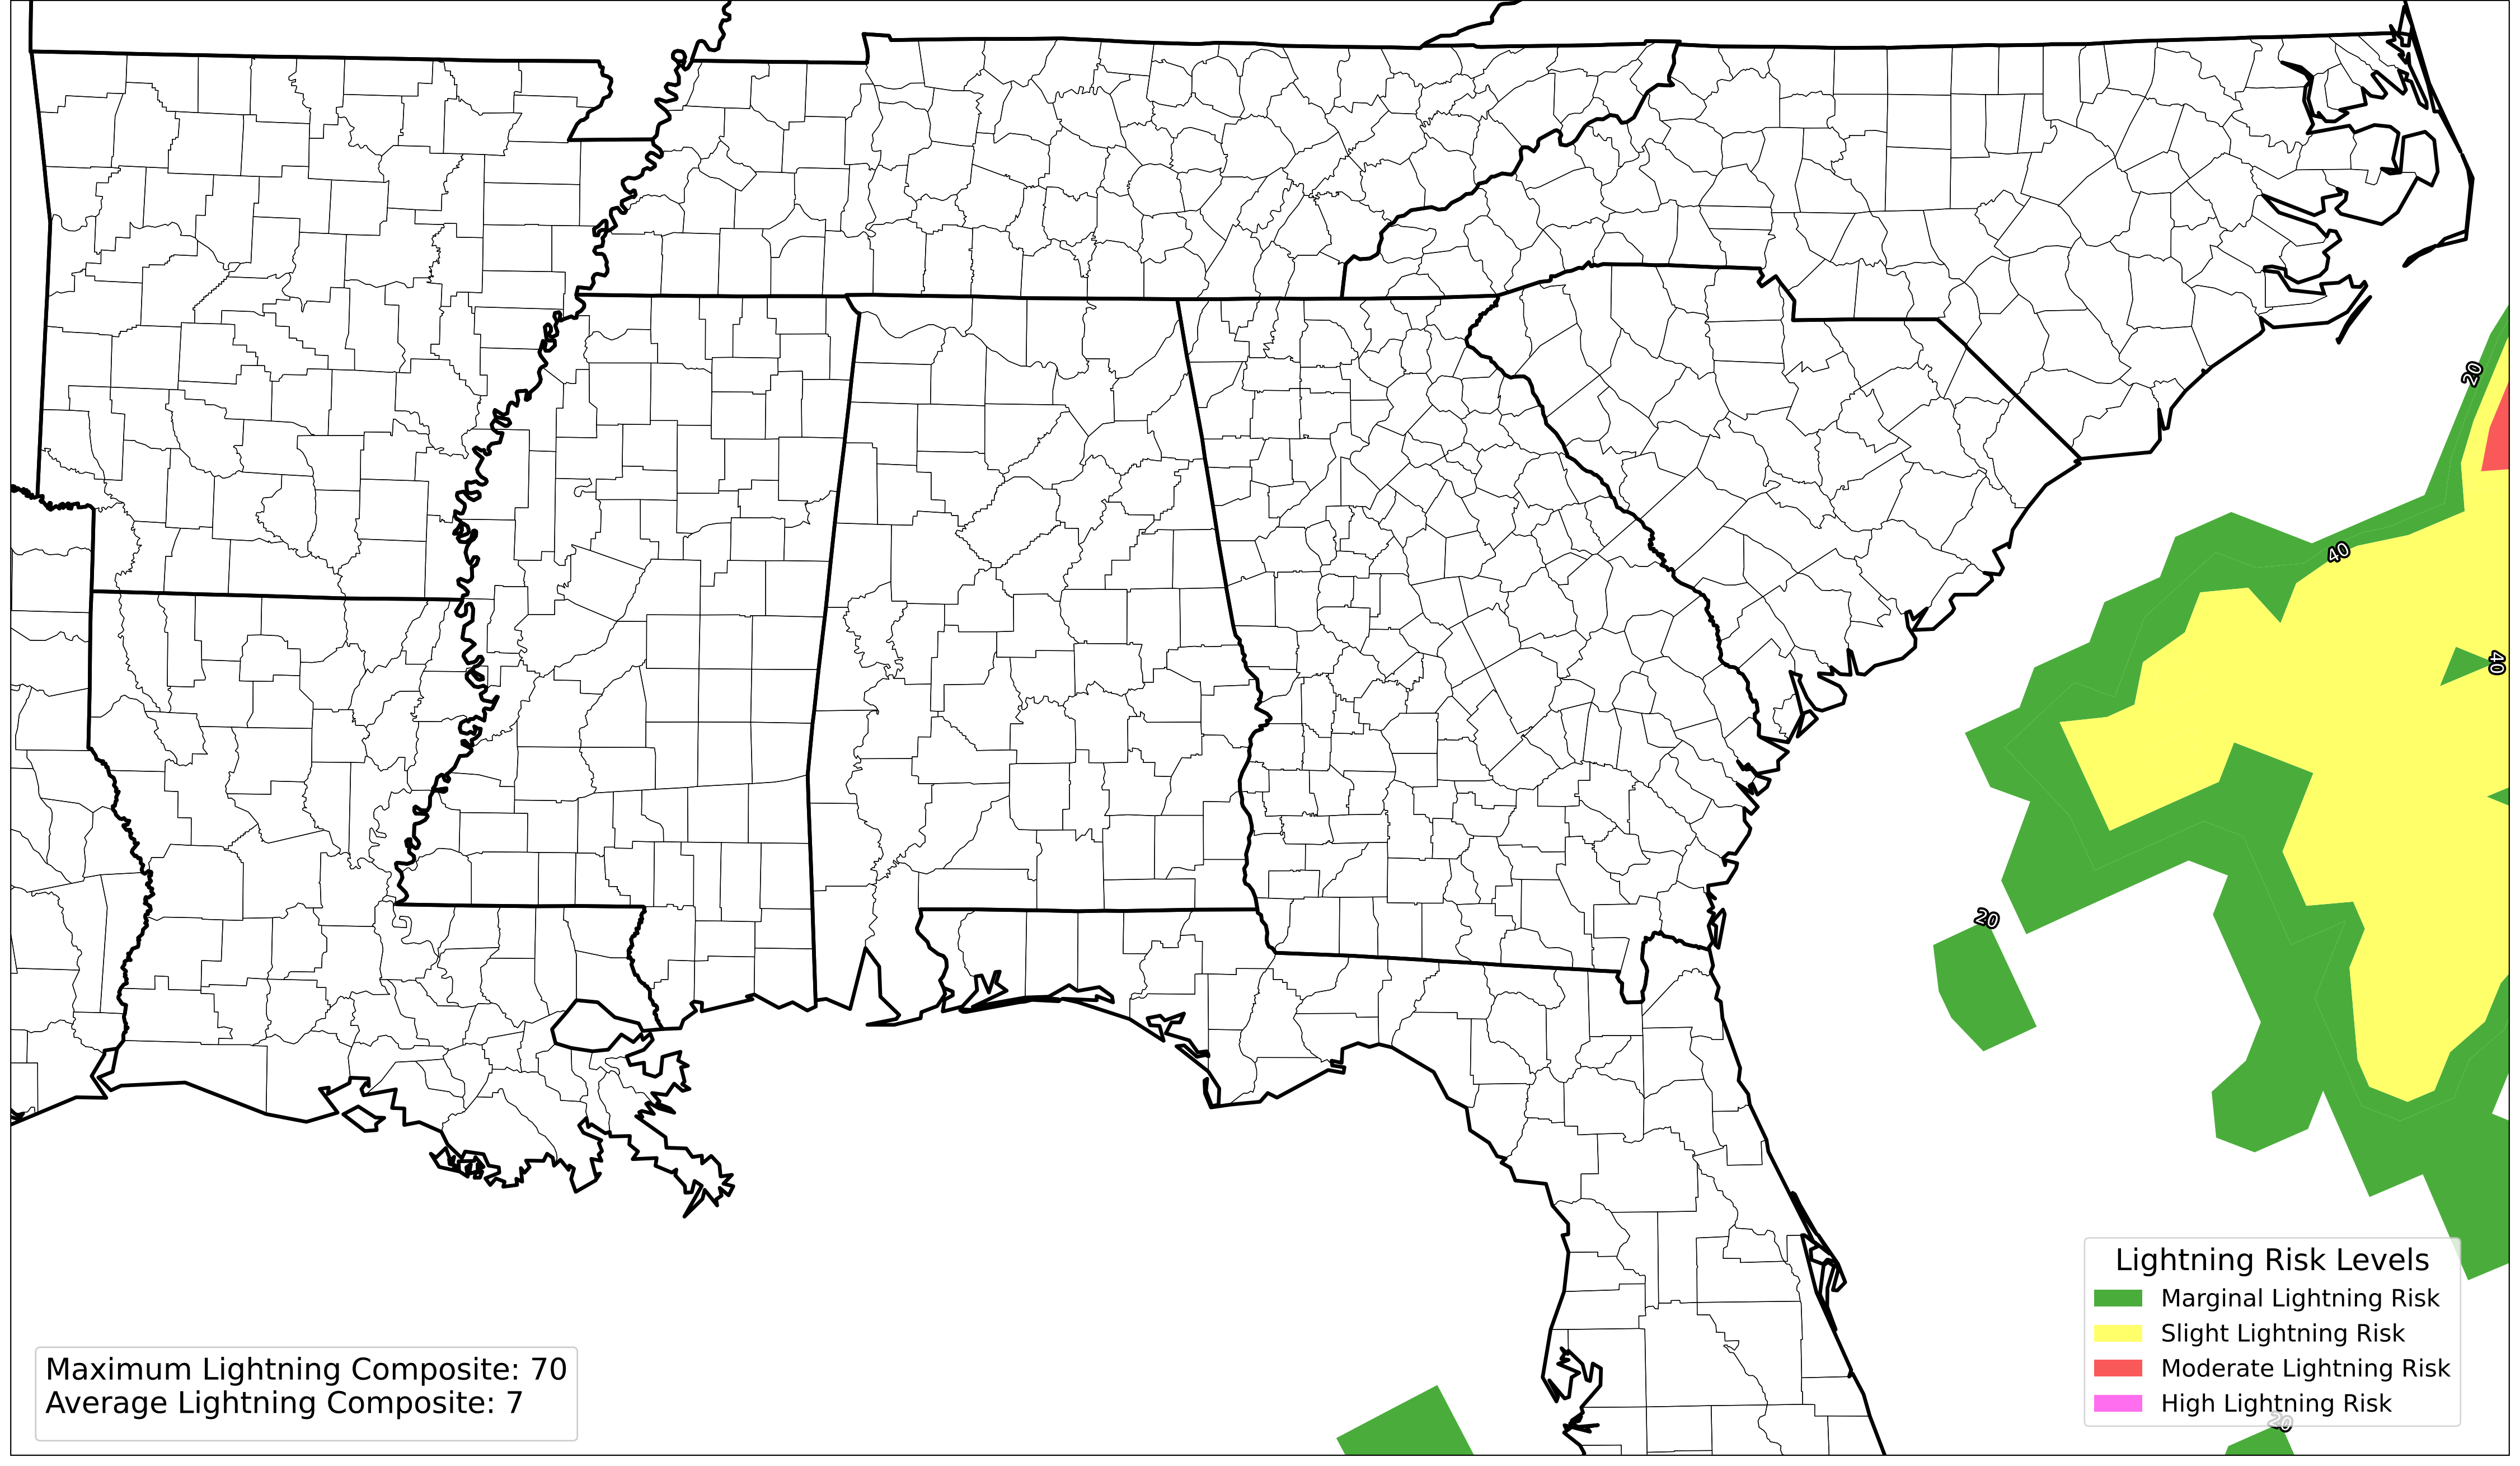 20
40
40
20
Lightning Risk Levels
Marginal Lightning Risk
Slight Lightning Risk
Moderate Lightning Risk
High Lightning Risk
20
Maximum Lightning Composite: 70
Average Lightning Composite: 7